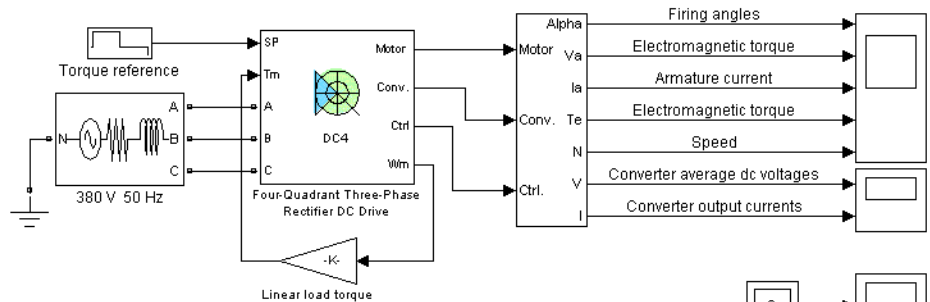 Torque reference
N
A
B
C
380 V 50 Hz
SP
Tm
A
B
C
Motor
Conv.
Ctrl
Wm
DC4
Four-Quadrant Three-Phase
Rectifier DC Drive
-K-
Linear load torque
Motor
Conv.
Ctrl.
Alpha
Va
Ia
Te
N
V
I
Firing angles
Electromagnetic torque
Armature current
Electromagnetic torque
Speed
Converter average dc voltages
Converter output currents